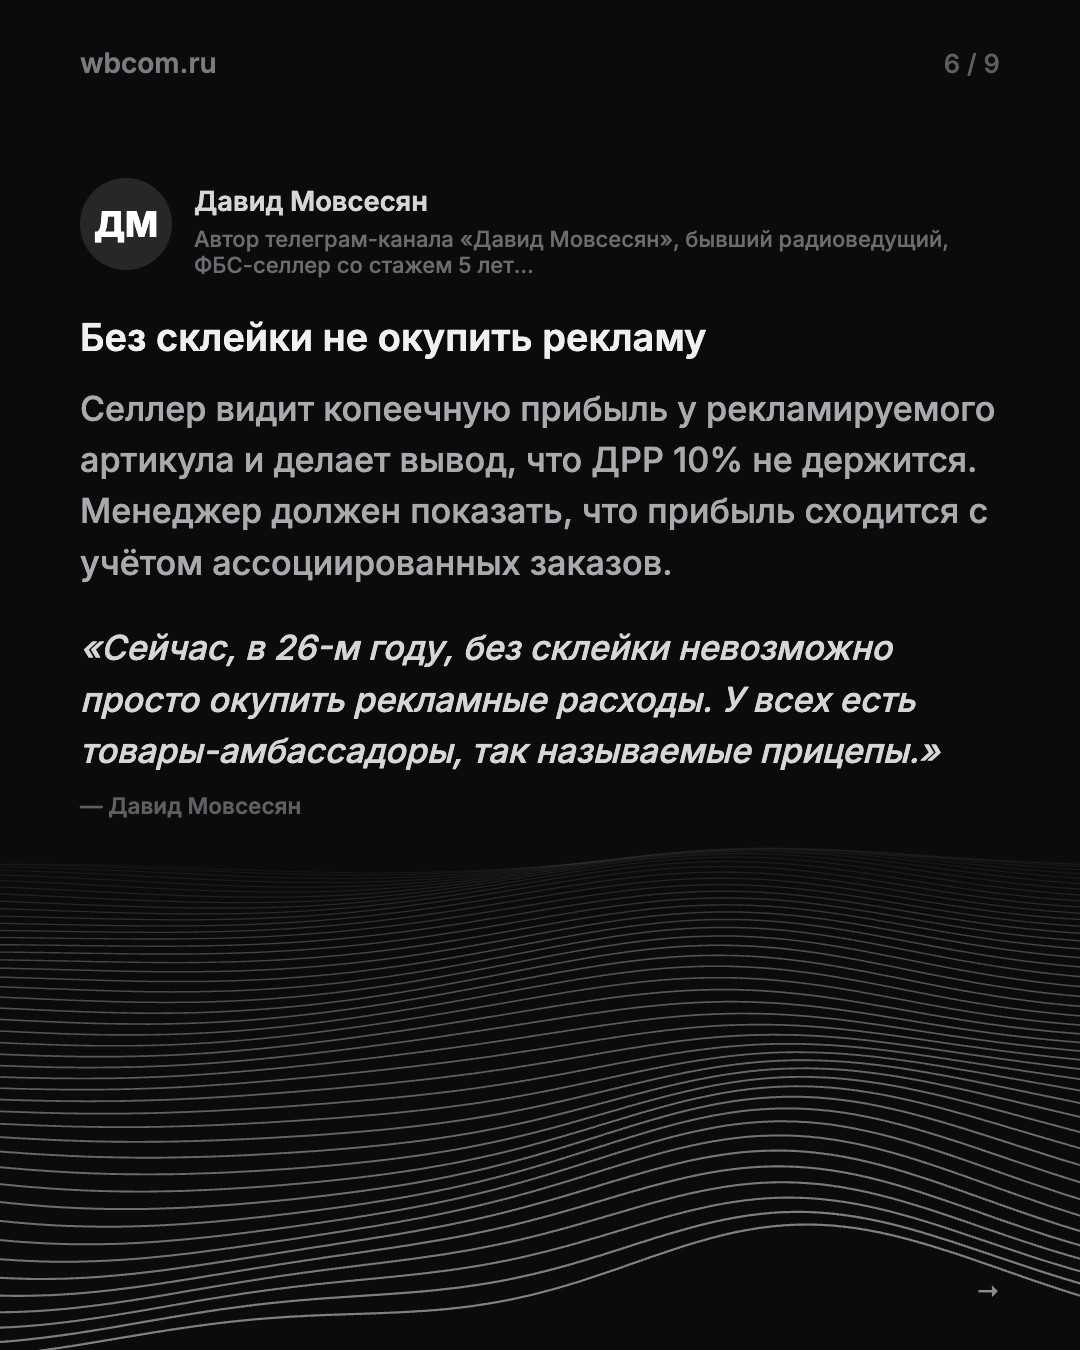 wbcom.ru
6 / 9
ДМ
Давид Мовсесян
Автор телеграм-канала «Давид Мовсесян», бывший радиоведущий,
ФБС-селлер со стажем 5 лет...
Без склейки не окупить рекламу
Селлер видит копеечную прибыль у рекламируемого
артикула и делает вывод, что ДРР 10% не держится.
Менеджер должен показать, что прибыль сходится с
учётом ассоциированных заказов.
«Сейчас, в 26-м году, без склейки невозможно
просто окупить рекламные расходы. У всех есть
товары-амбассадоры, так называемые прицепы.»
— Давид Мовсесян
→